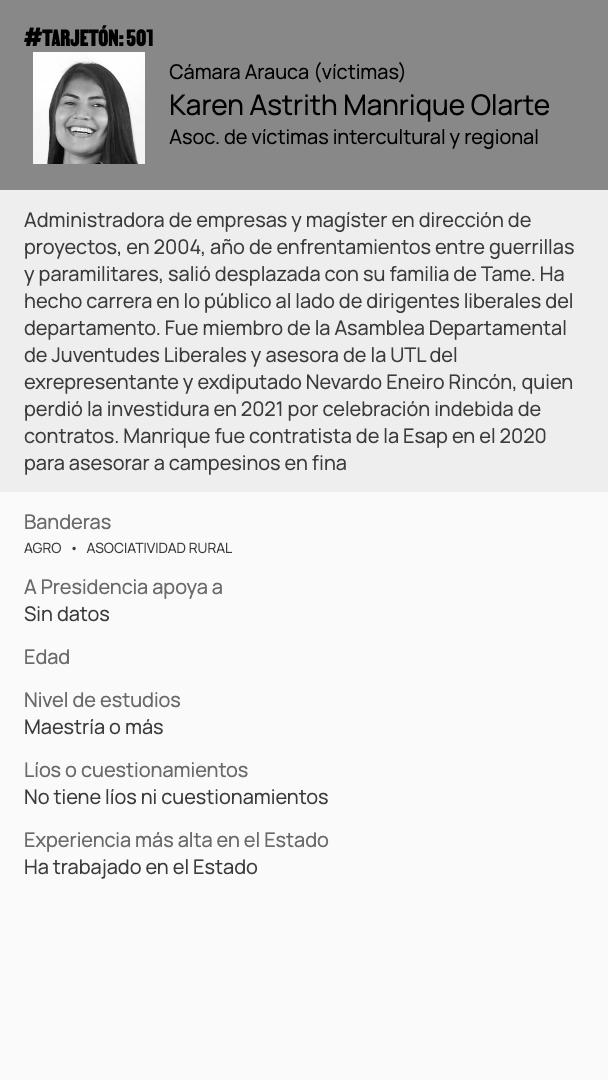 #TARJETÓN: 501
Cámara Arauca (víctimas)
Karen Astrith Manrique Olarte
Asoc. de víctimas intercultural y regional
Administradora de empresas y magíster en dirección de
proyectos, en 2004, año de enfrentamientos entre guerrillas
y paramilitares, salió desplazada con su familia de Tame. Ha
hecho carrera en lo público al lado de dirigentes liberales del
departamento. Fue miembro de la Asamblea Departamental
de Juventudes Liberales y asesora de la UTL del
exrepresentante y exdiputado Nevardo Eneiro Rincón, quien
perdió la investidura en 2021 por celebración indebida de
contratos. Manrique fue contratista de la Esap en el 2020
para asesorar a campesinos en fina
Banderas
AGRO • ASOCIATIVIDAD RURAL
A Presidencia apoya a
Sin datos
Edad
Nivel de estudios
Maestría o más
Líos o cuestionamientos
No tiene líos ni cuestionamientos
Experiencia más alta en el Estado
Ha trabajado en el Estado